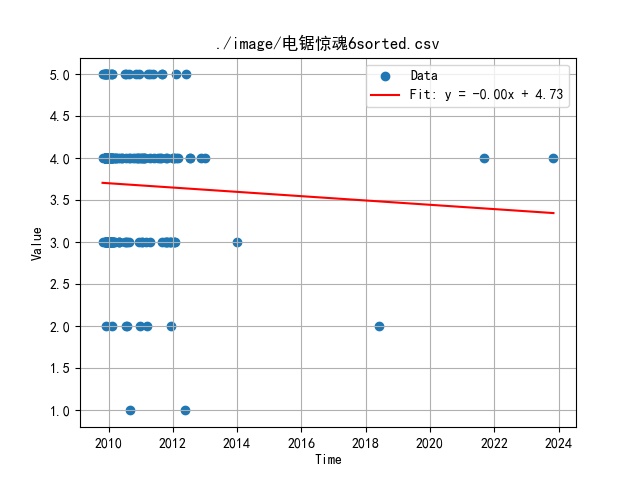 ./image/电锯惊魂6sorted.csv
Data
Fit: y = -0.00x + 4.73
5.0
4.5
4.0
3.5
3.0
2.5
2.0
1.5
1.0
Value
2010 2012 2014 2016 2018 2020 2022 2024
Time